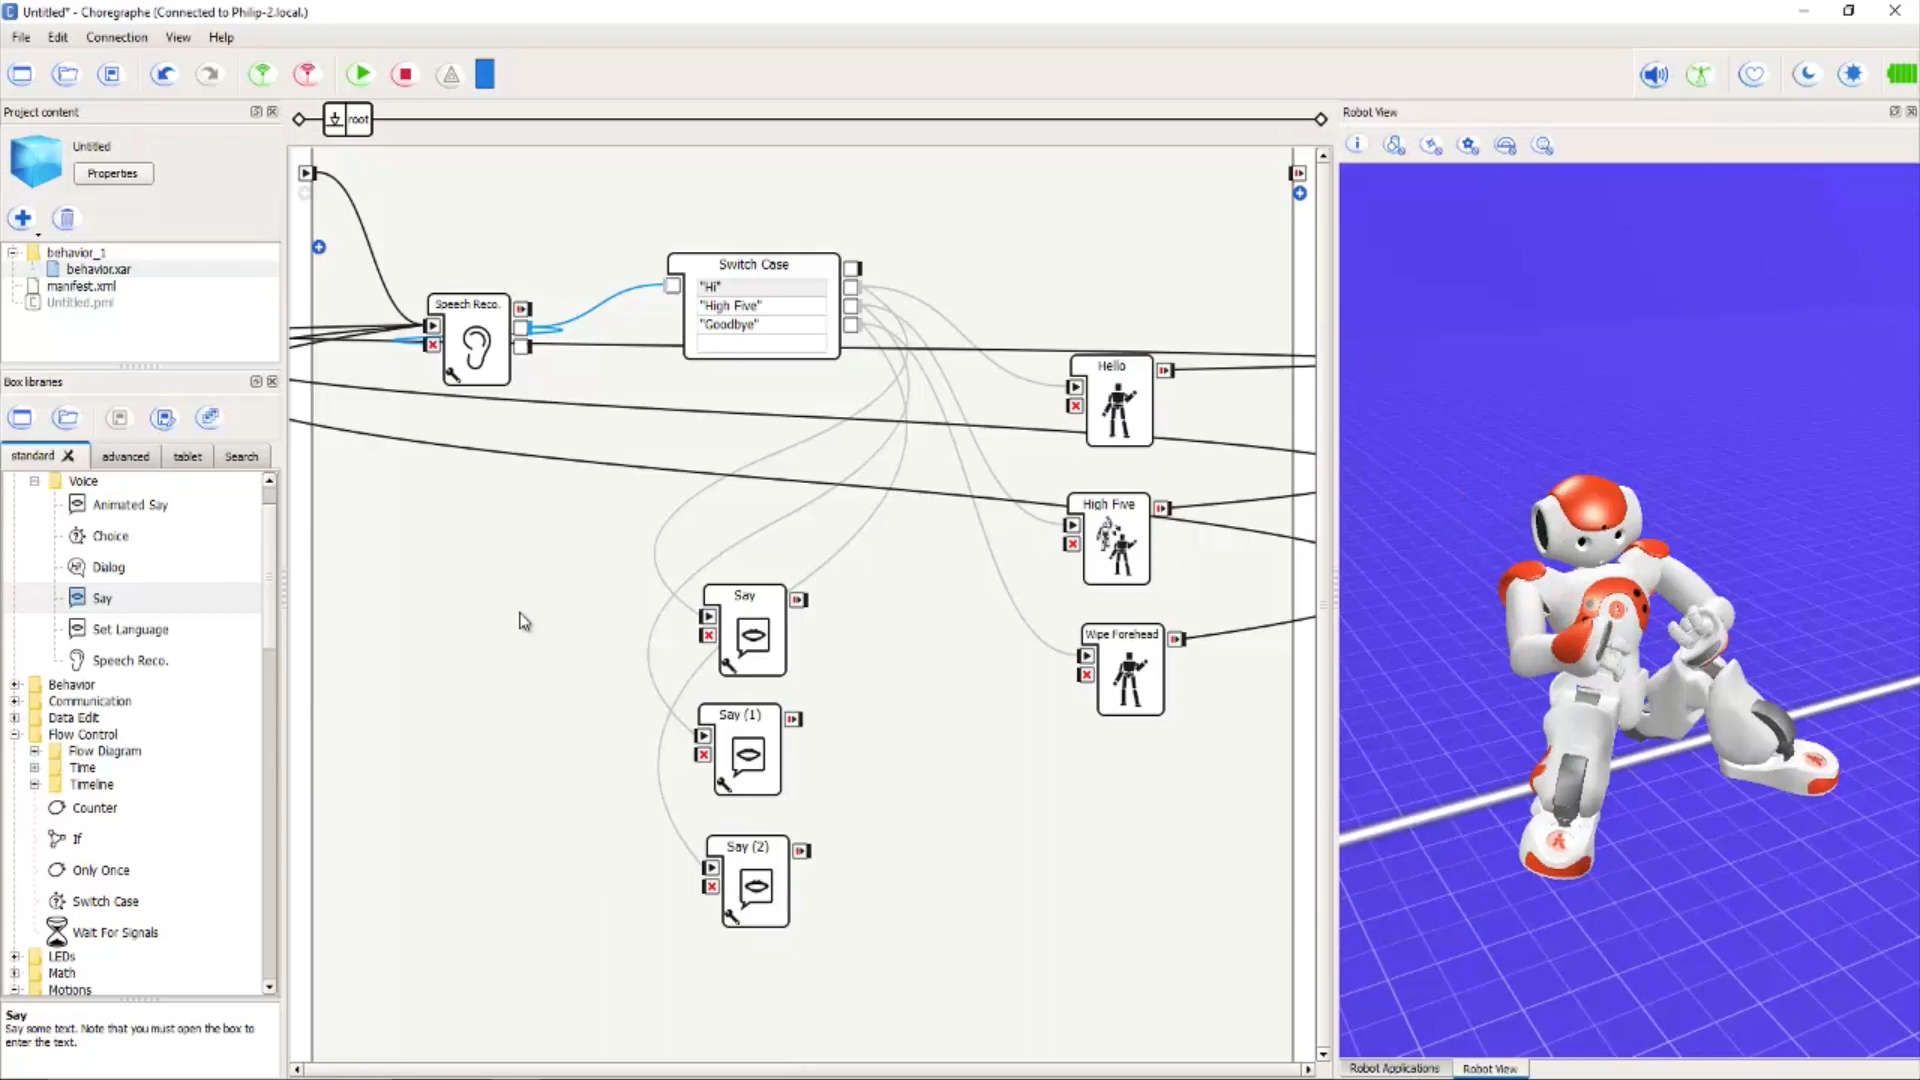 Untitled* - Choregraphe (Connected to Philip-2.local.)
File Edit Connection View Help
Project content
Untitled
Properties
behavior_1
behavior.xar
manifest.xml
Untitled.pml
Box libraries
standard advanced tablet Search
Voice
Animated Say
Choice
Dialog
Say
Set Language
Speech Reco.
Behavior
Communication
Data Edit
Flow Control
Flow Diagram
Time
Timeline
Counter
If
Only Once
Switch Case
Wait For Signals
LEDs
Math
Motions
Say
Say some text. Note that you must open the box to
enter the text.
root
Speech Reco.
Switch Case
"Hi"
"High Five"
"Goodbye"
Hello
High Five
Wipe Forehead
Say
Say (1)
Say (2)
Robot View
Robot Applications Robot View